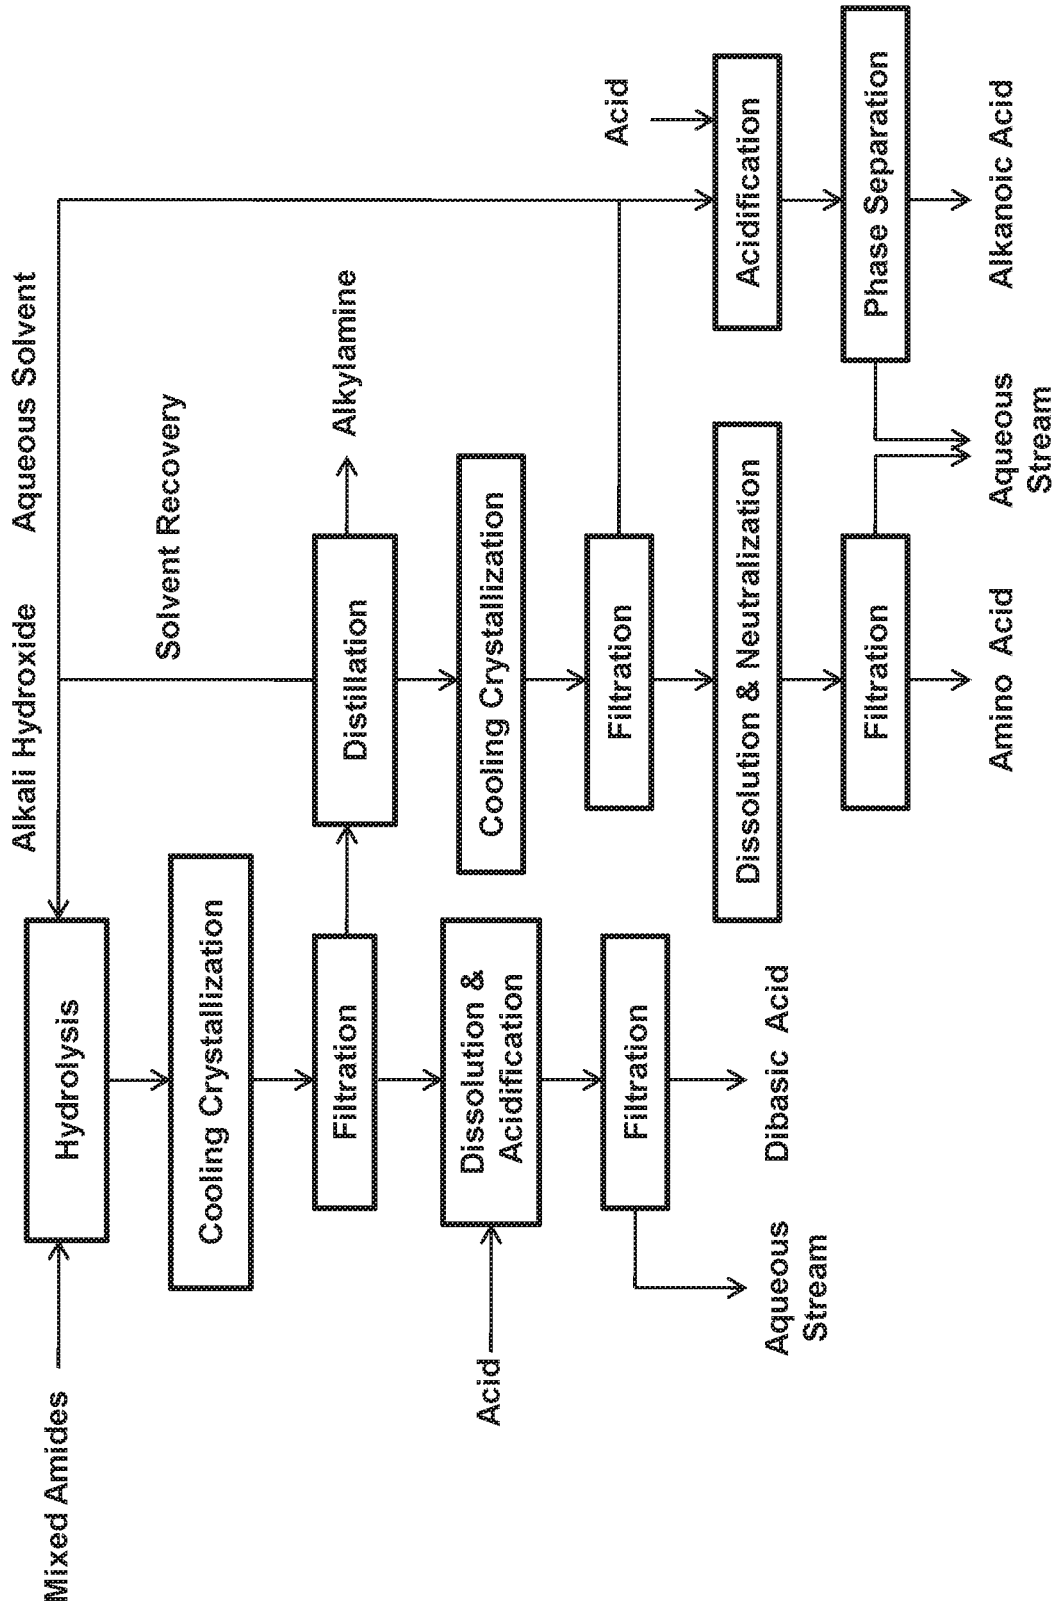 Mixed Amides
Alkali Hydroxide
Aqueous Solvent
Hydrolysis
Solvent Recovery
Cooling Crystallization
Filtration
Distillation
Alkylamine
Acid
Dissolution &
Acidification
Cooling Crystallization
Filtration
Filtration
Acid
Aqueous
Stream
Dibasic Acid
Dissolution & Neutralization
Acidification
Filtration
Phase Separation
Amino Acid
Aqueous
Stream
Alkanoic Acid